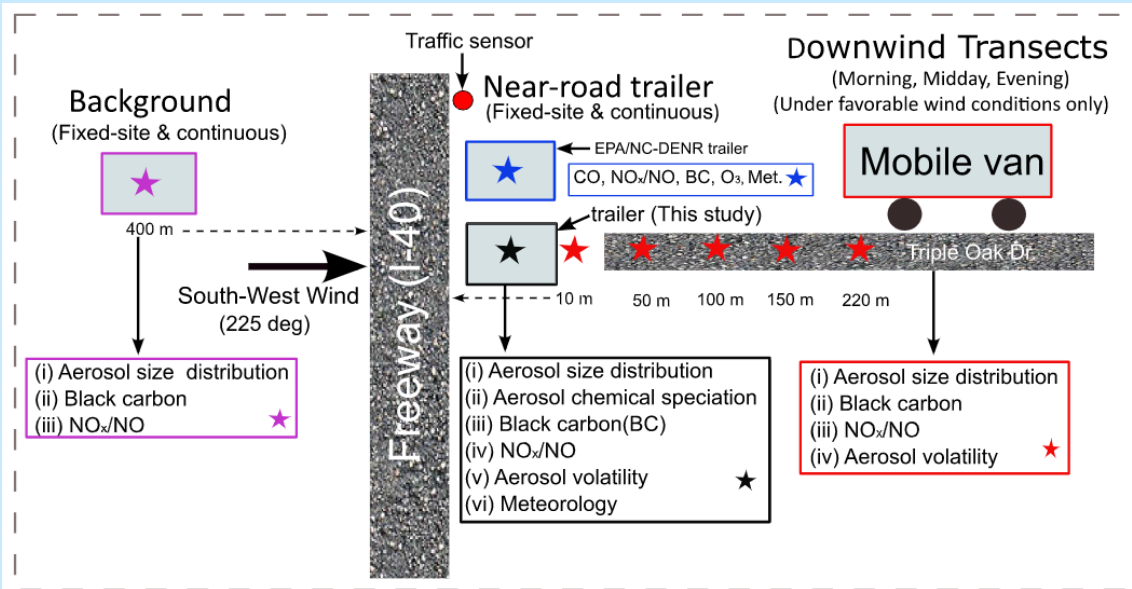 Traffic sensor
Background
(Fixed-site & continuous)
400 m
South-West Wind
(225 deg)
(i) Aerosol size distribution
(ii) Black carbon
(iii) NOx/NO
Freeway (I-40)
Near-road trailer
(Fixed-site & continuous)
EPA/NC-DENR trailer
CO, NOx/NO, BC, O3, Met.
trailer (This study)
10 m
50 m
100 m
150 m
220 m
(i) Aerosol size distribution
(ii) Aerosol chemical speciation
(iii) Black carbon(BC)
(iv) NOx/NO
(v) Aerosol volatility
(vi) Meteorology
Downwind Transects
(Morning, Midday, Evening)
(Under favorable wind conditions only)
Mobile van
Triple Oak Dr.
(i) Aerosol size distribution
(ii) Black carbon
(iii) NOx/NO
(iv) Aerosol volatility